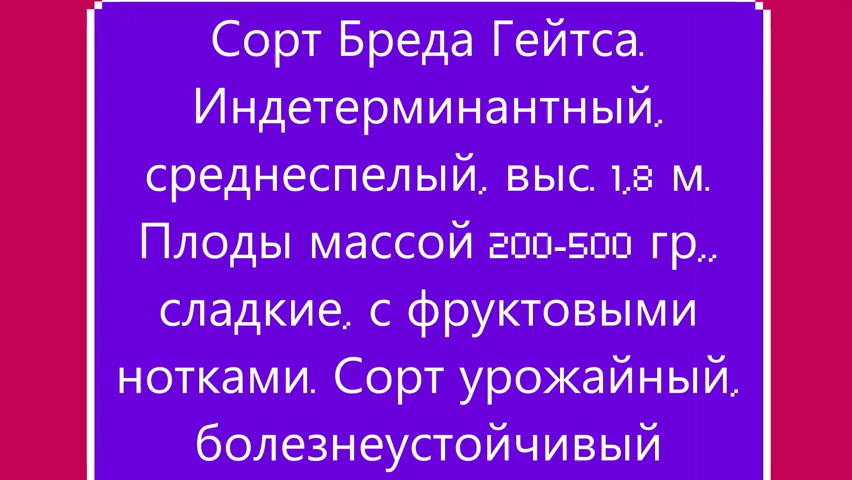 Сорт Бреда Гейтса.
Индетерминантный,
среднеспелый, выс. 1,8 м.
Плоды массой 200-500 гр.,
сладкие, с фруктовыми
нотками. Сорт урожайный,
болезнеустойчивый